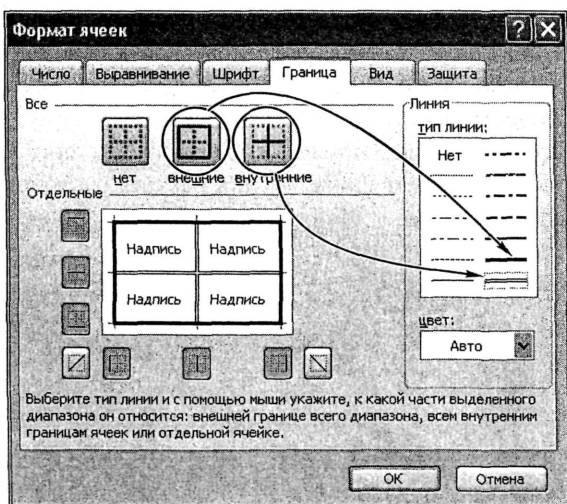 Формат ячеек
Число Выравнивание Шрифт Граница Вид Защита
Все
нет внешние внутренние
Отдельные
Надпись Надпись
Надпись Надпись
Линия
тип линии:
Нет
цвет:
Авто
Выберите тип линии и с помощью мыши укажите, к какой части выделенного
диапазона он относится: внешней границе всего диапазона, всем внутренним
границам ячеек или отдельной ячейке.
ОК Отмена